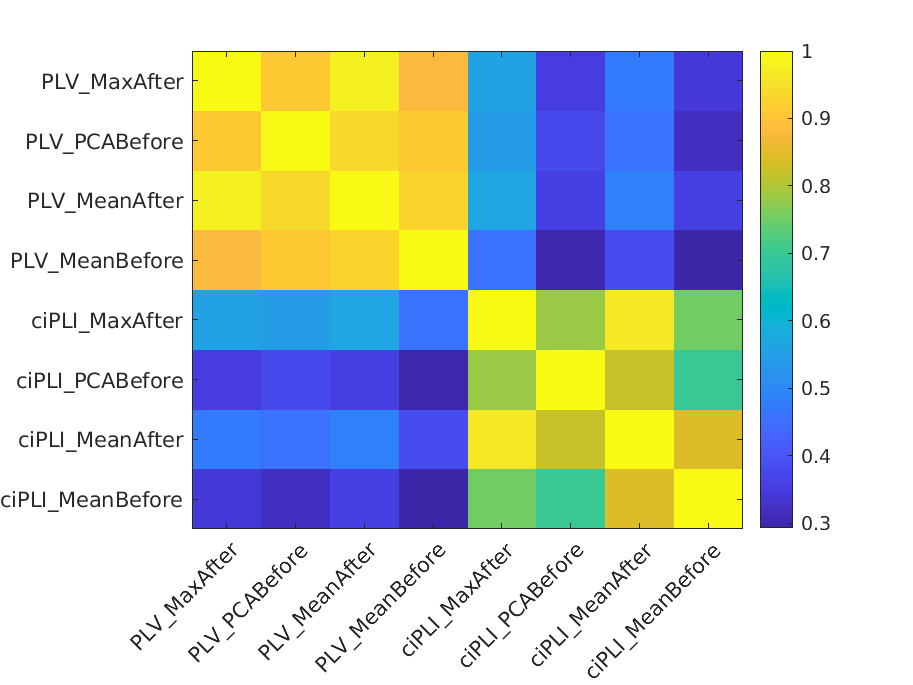 PLV_MaxAfter
PLV_PCABefore
PLV_MeanAfter
PLV_MeanBefore
ciPLI_MaxAfter
ciPLI_PCABefore
ciPLI_MeanAfter
ciPLI_MeanBefore
PLV_MaxAfter
PLV_PCABefore
PLV_MeanAfter
PLV_MeanBefore
ciPLI_MaxAfter
ciPLI_PCABefore
ciPLI_MeanAfter
ciPLI_MeanBefore
1
0.9
0.8
0.7
0.6
0.5
0.4
0.3